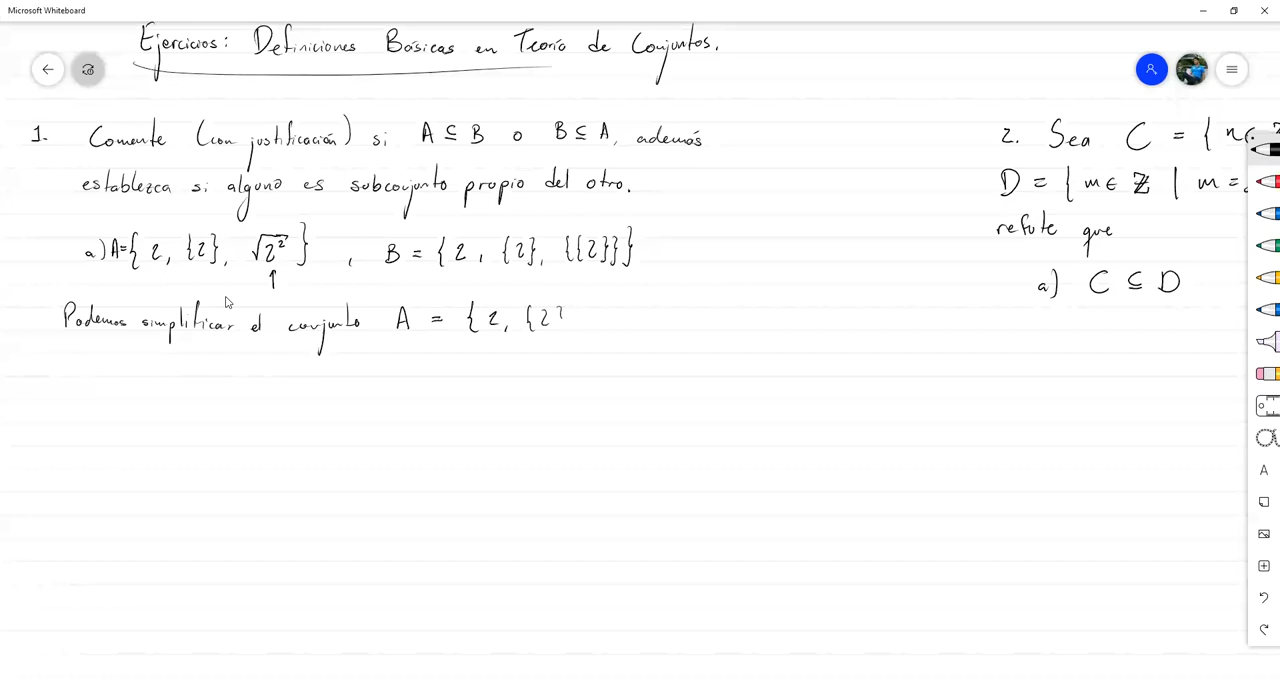 Microsoft Whiteboard
Ejercicios: Definiciones Básicas en Teoría de Conjuntos.
1. Comente (con justificación) si A ⊆ B o B ⊆ A, además
establezca si alguno es subconjunto propio del otro.
a) A={ 2, {2}, √2² } , B = { 2, {2}, {{2}}}
↑
Podemos simplificar el conjunto A = { 2, {2
2. Sea C = { n ∈
D = { m ∈ ℤ | m =
refute que
a) C ⊆ D
A